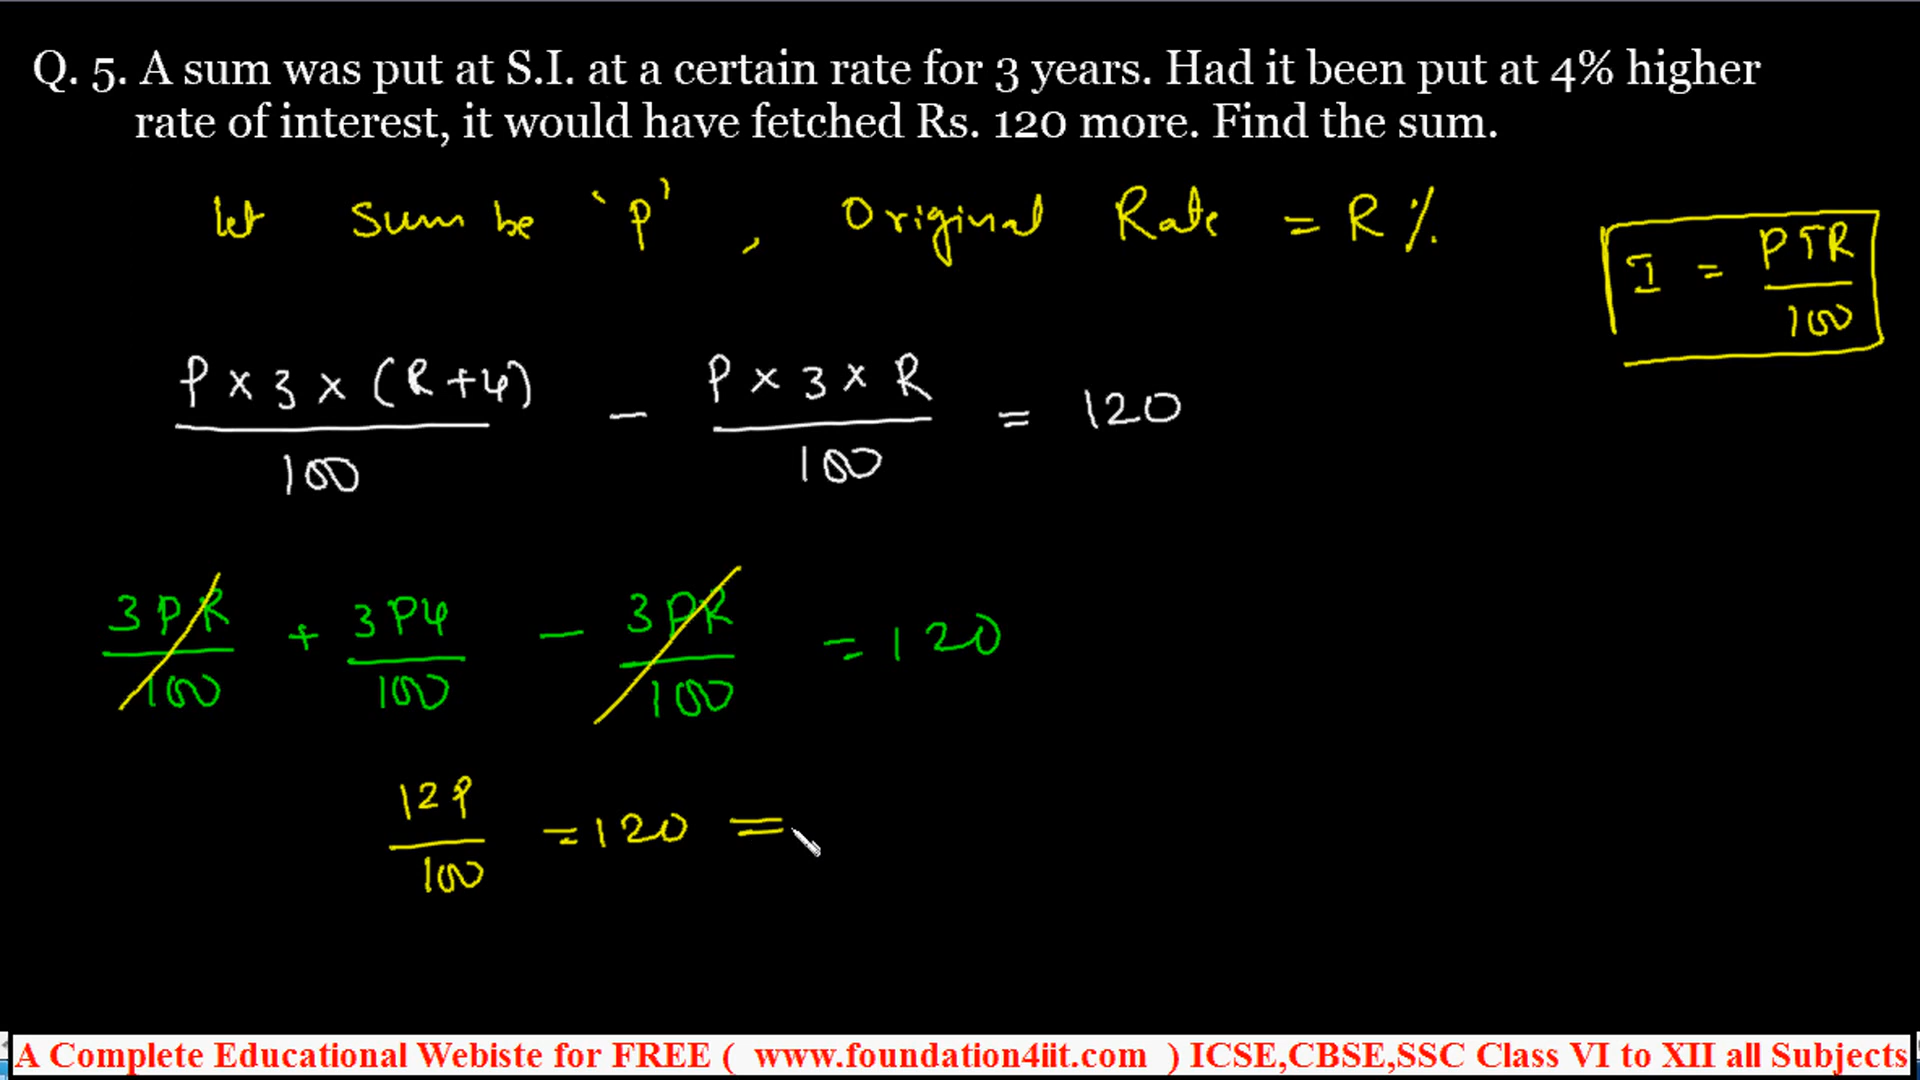 Q. 5. A sum was put at S.I. at a certain rate for 3 years. Had it been put at 4% higher
rate of interest, it would have fetched Rs. 120 more. Find the sum.
let sum be 'P', Original Rate = R%
I = PTR/100
P × 3 × (R+4)/100 - P × 3 × R/100 = 120
3PR/100 + 3P4/100 - 3PR/100 = 120
12P/100 = 120 =
A Complete Educational Webiste for FREE ( www.foundation4iit.com ) ICSE,CBSE,SSC Class VI to XII all Subjects